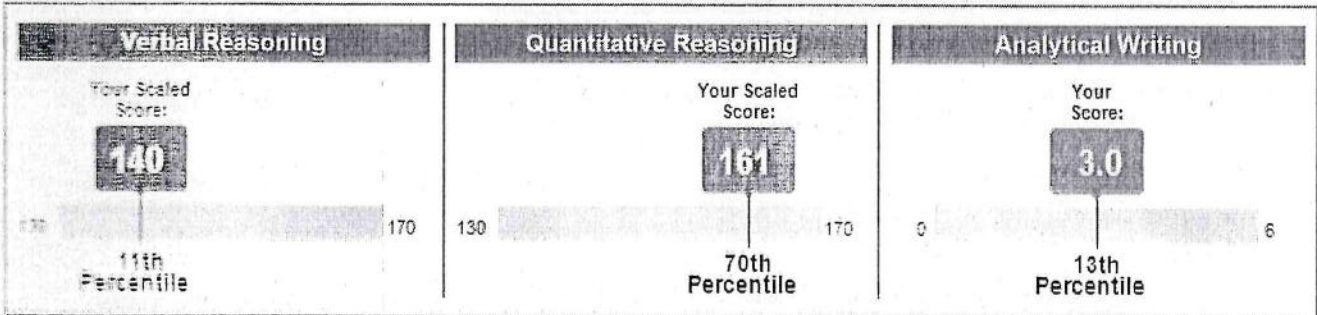 Verbal Reasoning
Your Scaled
Score:
140
130 170
11th
Percentile
Quantitative Reasoning
Your Scaled
Score:
161
130 170
70th
Percentile
Analytical Writing
Your
Score:
3.0
0 6
13th
Percentile